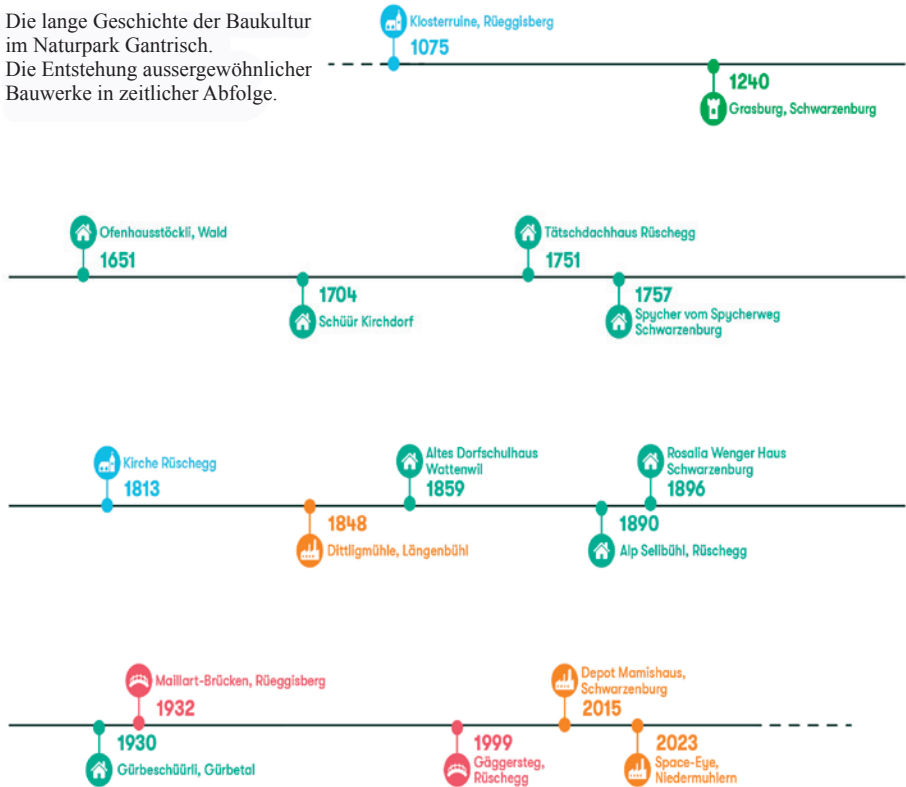 Die lange Geschichte der Baukultur
im Naturpark Gantrisch.
Die Entstehung aussergewöhnlicher
Bauwerke in zeitlicher Abfolge.
Klosterruine, Rüeggisberg
1075
1240
Grasburg, Schwarzenburg
Ofenhausstöckli, Wald
1651
1704
Schüür Kirchdorf
Tätschdachhaus Rüschegg
1751
1757
Spycher vom Spycherweg
Schwarzenburg
Kirche Rüschegg
1813
1848
Dittligmühle, Längenbühl
Altes Dorfschulhaus
Wattenwil
1859
1890
Alp Selibühl, Rüschegg
Rosalia Wenger Haus
Schwarzenburg
1896
1930
Gürbeschüürli, Gürbetal
Maillart-Brücken, Rüeggisberg
1932
1999
Gäggersteg,
Rüschegg
Depot Mamishaus,
Schwarzenburg
2015
2023
Space-Eye,
Niedermuhlern